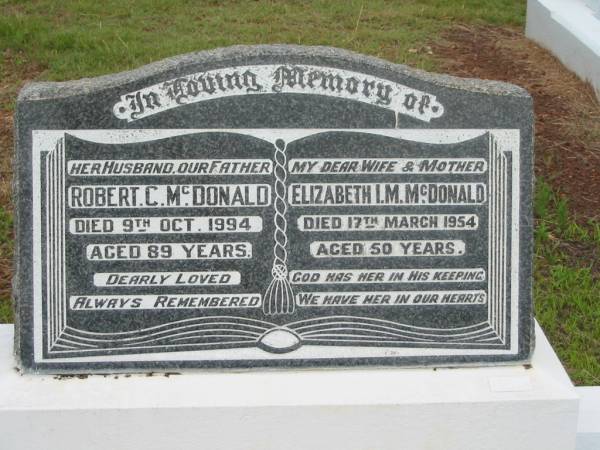 In Loving Memory of
HER HUSBAND, OUR FATHER
ROBERT. C. McDONALD
DIED 9TH OCT. 1994
AGED 89 YEARS.
DEARLY LOVED
ALWAYS REMEMBERED
MY DEAR WIFE & MOTHER
ELIZABETH I.M. McDONALD
DIED 17TH MARCH 1954
AGED 50 YEARS.
GOD HAS HER IN HIS KEEPING
WE HAVE HER IN OUR HEARTS